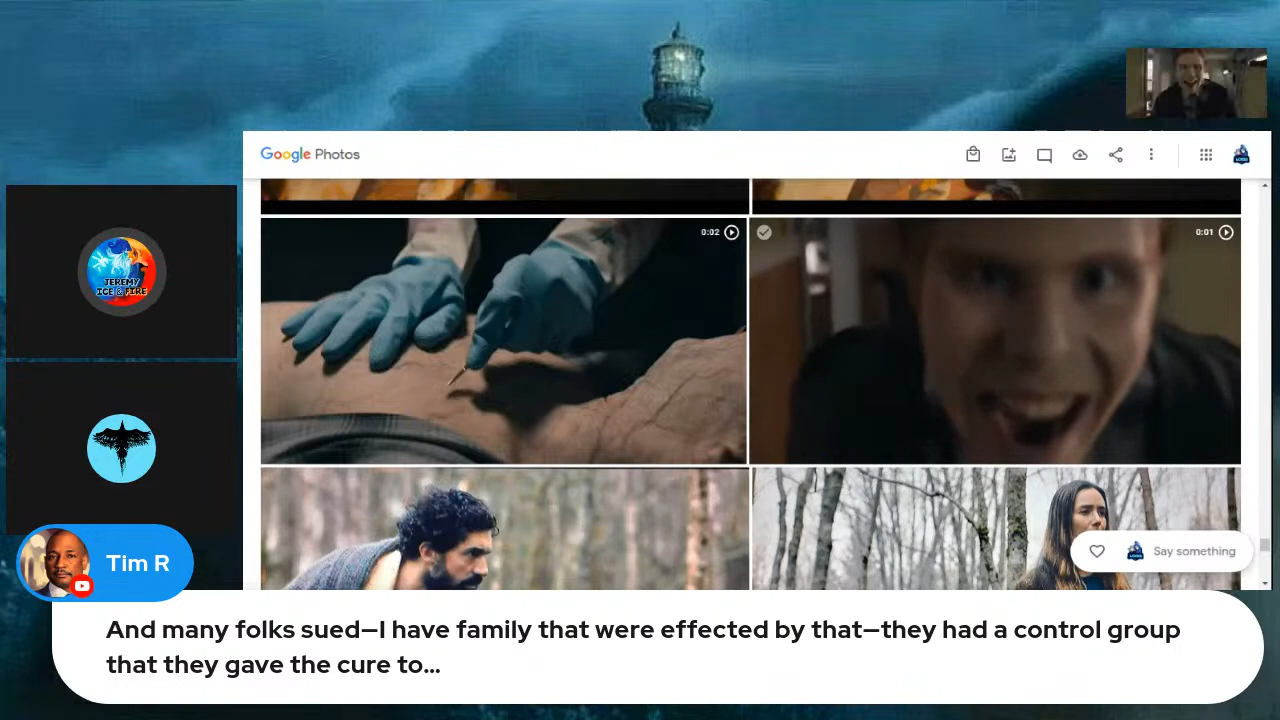 Google Photos
0:02
0:01
JEREMY
ICE & FIRE
Say something
Tim R
And many folks sued—I have family that were effected by that—they had a control group
that they gave the cure to...